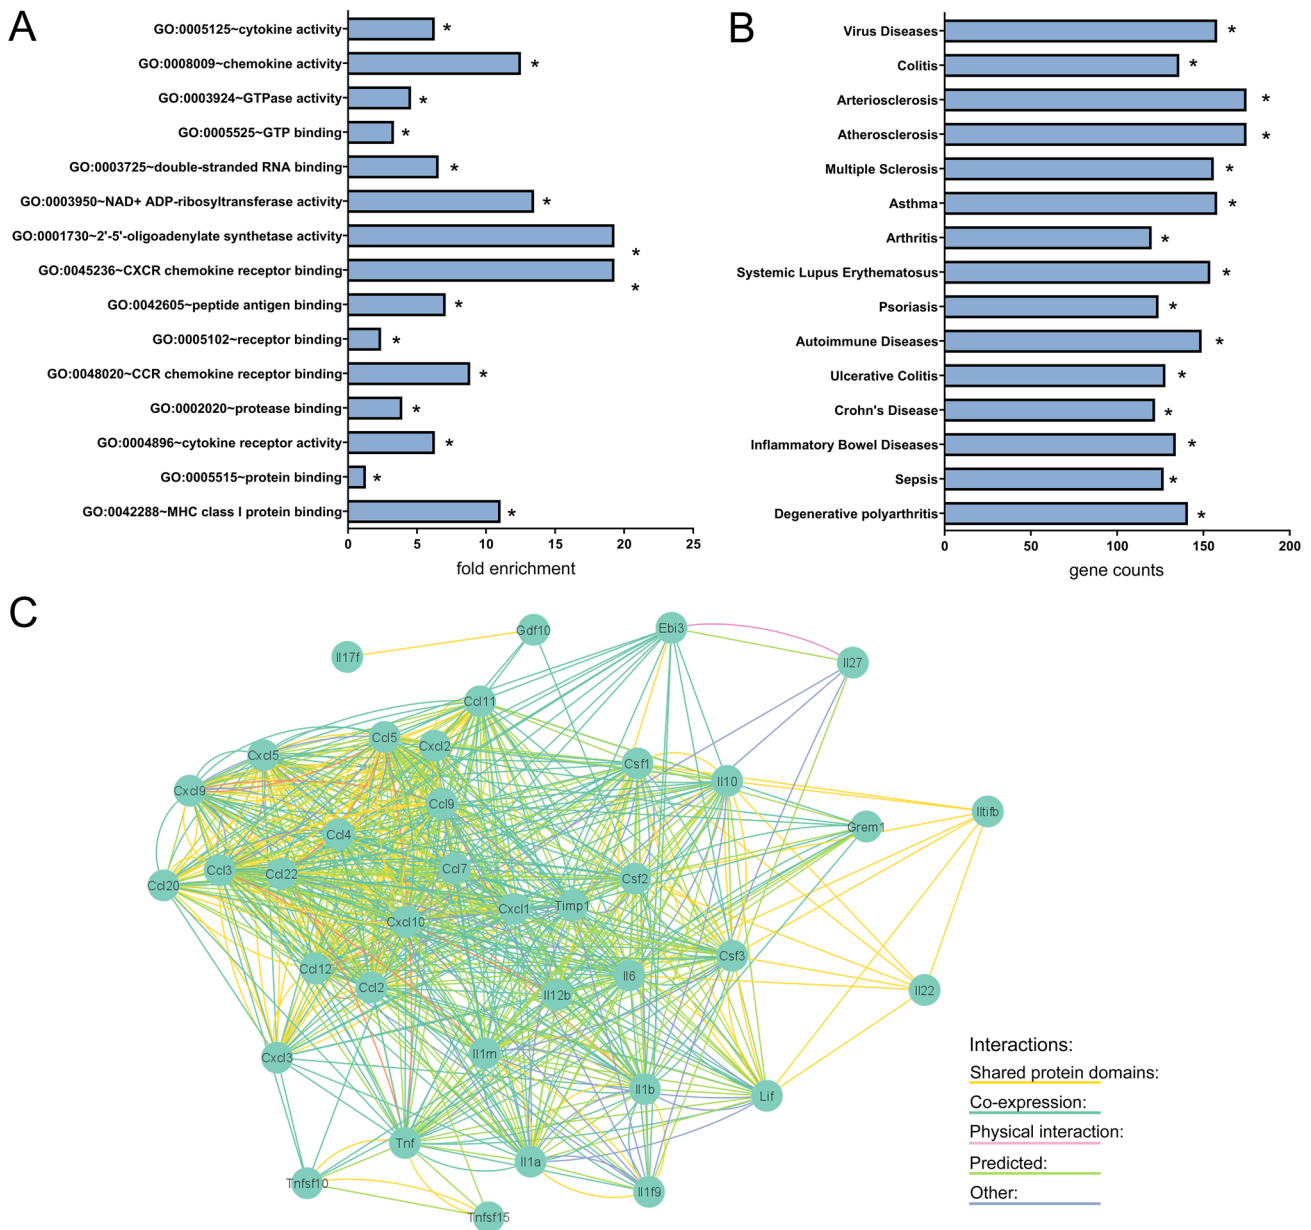 A
GO:0005125~cytokine activity *
GO:0008009~chemokine activity *
GO:0003924~GTPase activity *
GO:0005525~GTP binding *
GO:0003725~double-stranded RNA binding *
GO:0003950~NAD+ ADP-ribosyltransferase activity *
GO:0001730~2'-5'-oligoadenylate synthetase activity *
GO:0045236~CXCR chemokine receptor binding *
GO:0042605~peptide antigen binding *
GO:0005102~receptor binding *
GO:0048020~CCR chemokine receptor binding *
GO:0002020~protease binding *
GO:0004896~cytokine receptor activity *
GO:0005515~protein binding *
GO:0042288~MHC class I protein binding *
0 5 10 15 20 25
fold enrichment
B
Virus Diseases *
Colitis *
Arteriosclerosis *
Atherosclerosis *
Multiple Sclerosis *
Asthma *
Arthritis *
Systemic Lupus Erythematosus *
Psoriasis *
Autoimmune Diseases *
Ulcerative Colitis *
Crohn's Disease *
Inflammatory Bowel Diseases *
Sepsis *
Degenerative polyarthritis *
0 50 100 150 200
gene counts
C
Gdf10
Ebi3
Il17f
Il27
Ccl11
Ccl5
Cxcl2
Cxcl5
Csf1
Il10
Cxcl9
Ccl9
Iltifb
Grem1
Ccl4
Ccl3
Ccl22
Ccl7
Ccl20
Csf2
Cxcl1
Timp1
Cxcl10
Csf3
Ccl12
Il6
Ccl2
Il12b
Il22
Cxcl3
Il1rn
Il1b
Lif
Tnf
Il1a
Tnfsf10
Il1f9
Tnfsf15
Interactions:
Shared protein domains:
Co-expression:
Physical interaction:
Predicted:
Other: